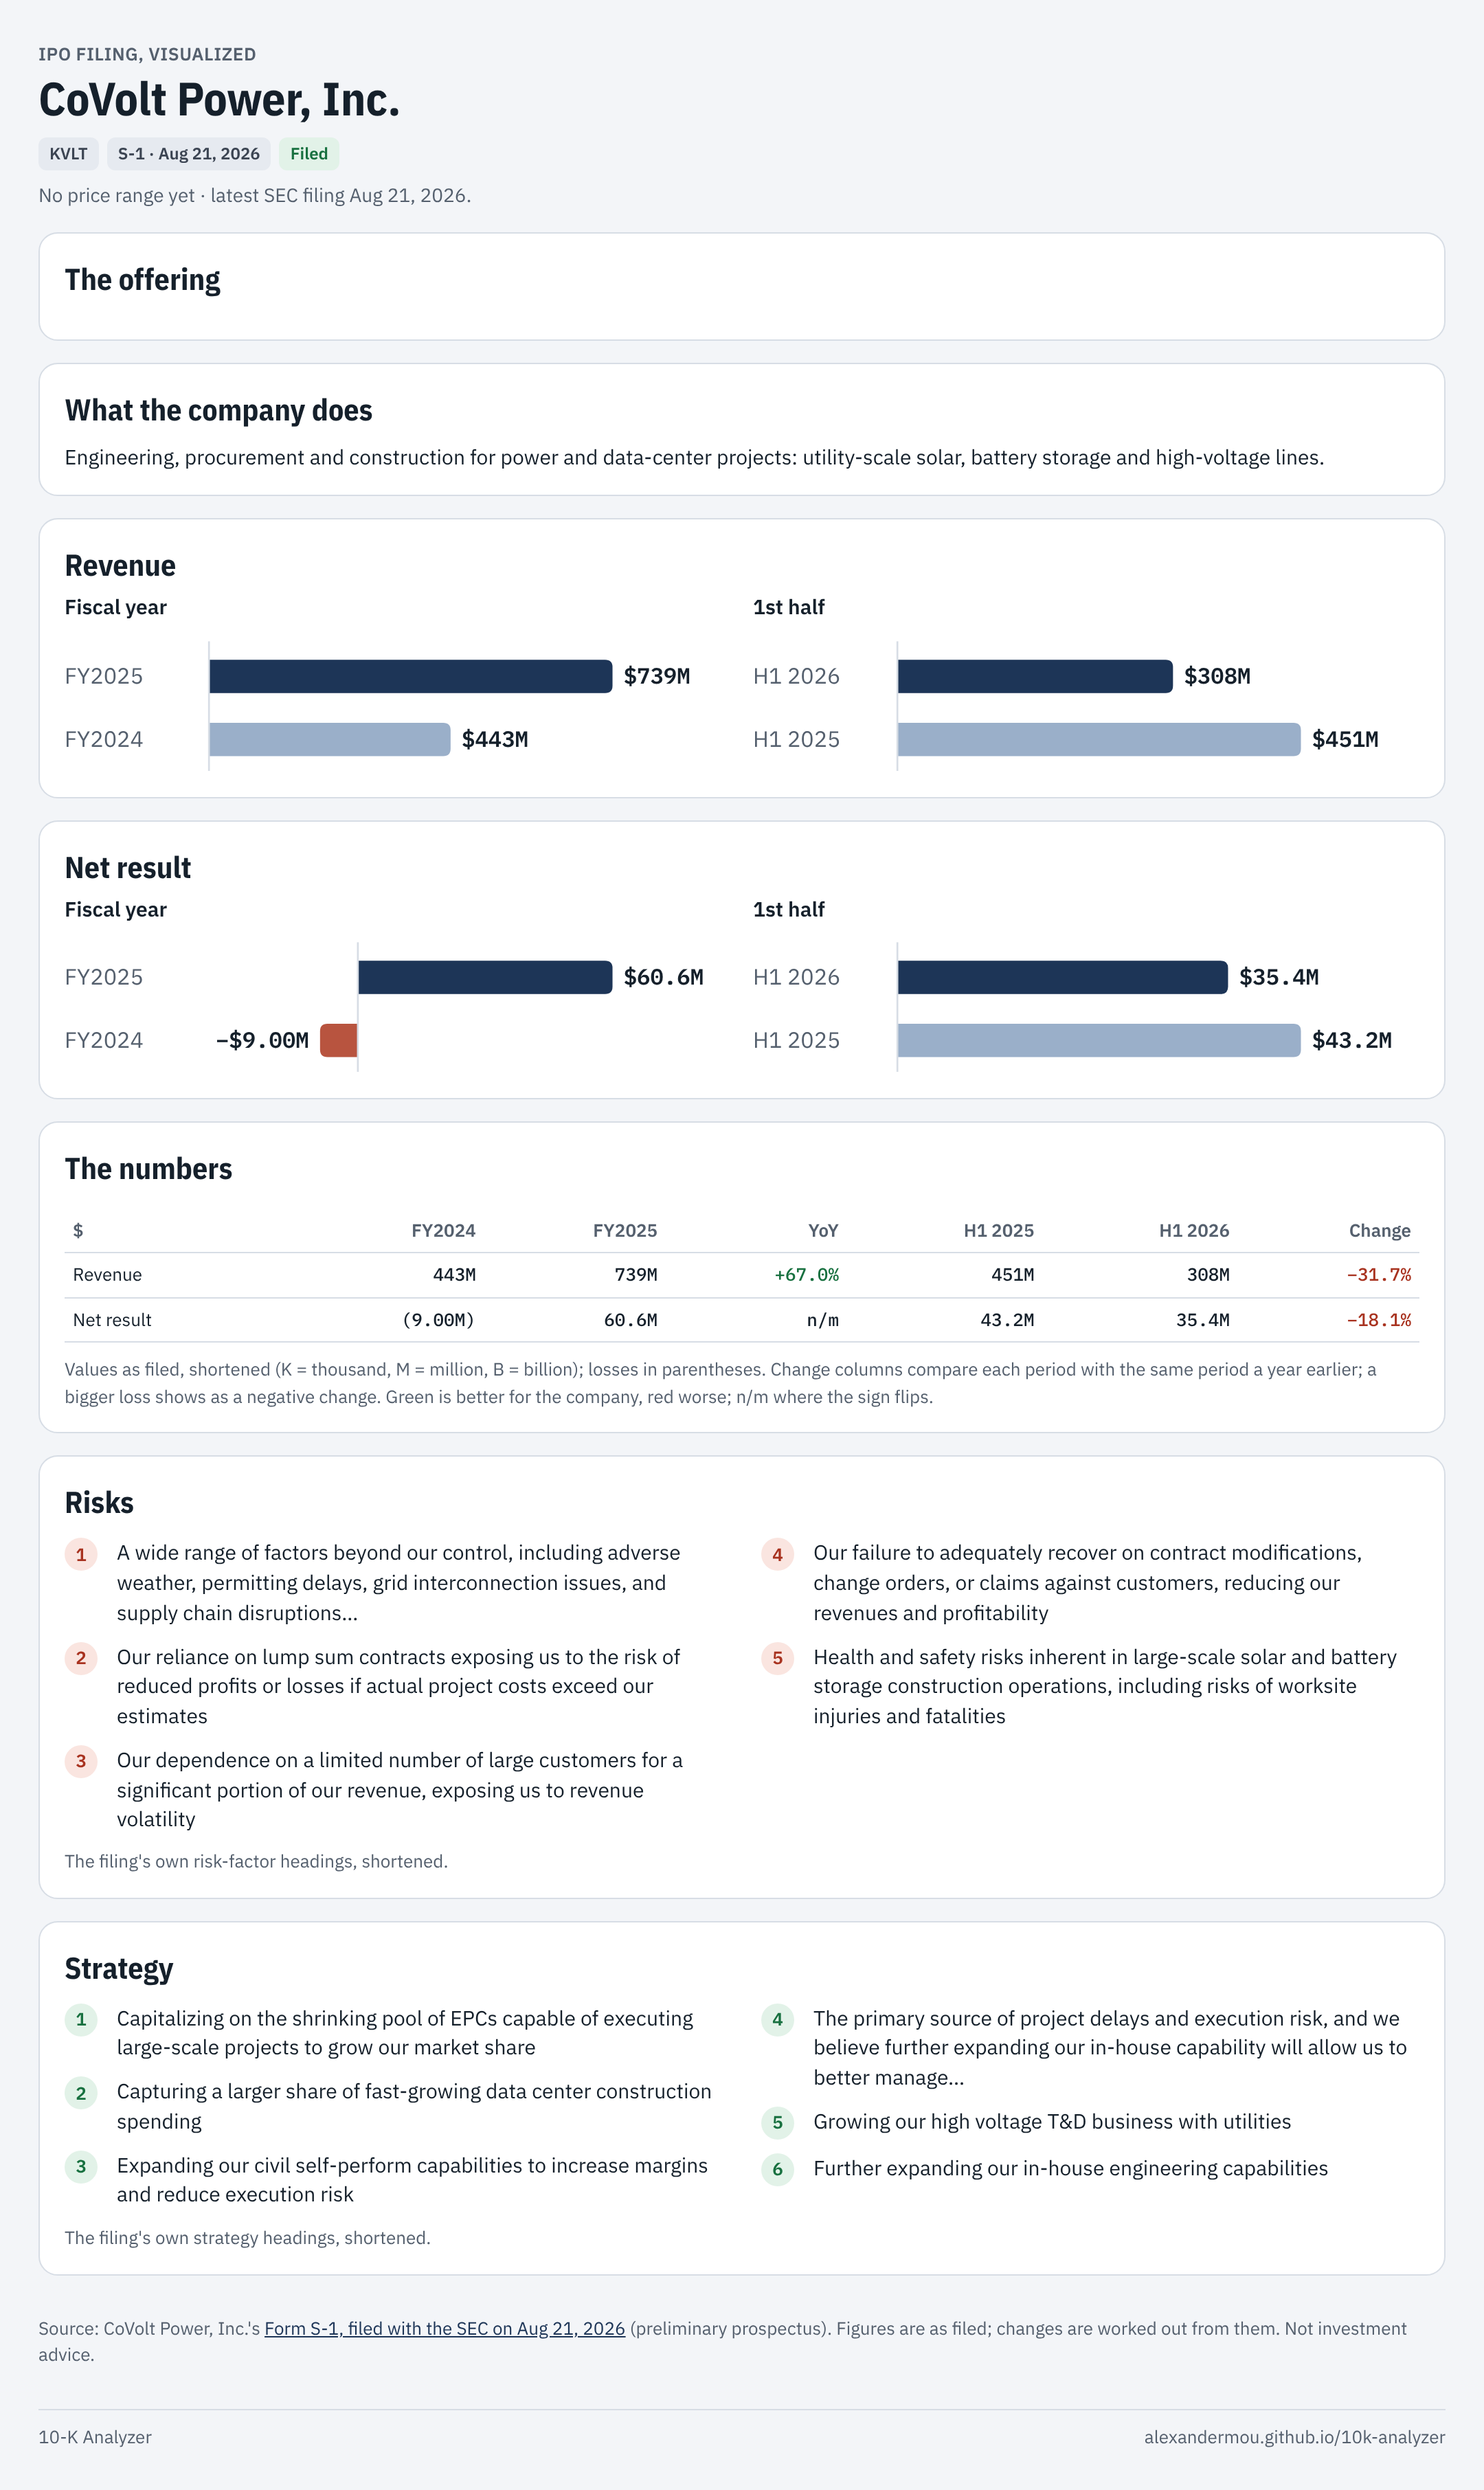 IPO FILING, VISUALIZED
CoVolt Power, Inc.
KVLT
S-1 · Aug 21, 2026
Filed
No price range yet · latest SEC filing Aug 21, 2026.
The offering
What the company does
Engineering, procurement and construction for power and data-center projects: utility-scale solar, battery storage and high-voltage lines.
Revenue
Fiscal year
FY2025 $739M
FY2024 $443M
1st half
H1 2026 $308M
H1 2025 $451M
Net result
Fiscal year
FY2025 $60.6M
FY2024 −$9.00M
1st half
H1 2026 $35.4M
H1 2025 $43.2M
The numbers
$ FY2024 FY2025 YoY H1 2025 H1 2026 Change
Revenue 443M 739M +67.0% 451M 308M −31.7%
Net result (9.00M) 60.6M n/m 43.2M 35.4M −18.1%
Values as filed, shortened (K = thousand, M = million, B = billion); losses in parentheses. Change columns compare each period with the same period a year earlier; a
bigger loss shows as a negative change. Green is better for the company, red worse; n/m where the sign flips.
Risks
1 A wide range of factors beyond our control, including adverse
weather, permitting delays, grid interconnection issues, and
supply chain disruptions…
2 Our reliance on lump sum contracts exposing us to the risk of
reduced profits or losses if actual project costs exceed our
estimates
3 Our dependence on a limited number of large customers for a
significant portion of our revenue, exposing us to revenue
volatility
4 Our failure to adequately recover on contract modifications,
change orders, or claims against customers, reducing our
revenues and profitability
5 Health and safety risks inherent in large-scale solar and battery
storage construction operations, including risks of worksite
injuries and fatalities
The filing's own risk-factor headings, shortened.
Strategy
1 Capitalizing on the shrinking pool of EPCs capable of executing
large-scale projects to grow our market share
2 Capturing a larger share of fast-growing data center construction
spending
3 Expanding our civil self-perform capabilities to increase margins
and reduce execution risk
4 The primary source of project delays and execution risk, and we
believe further expanding our in-house capability will allow us to
better manage…
5 Growing our high voltage T&D business with utilities
6 Further expanding our in-house engineering capabilities
The filing's own strategy headings, shortened.
Source: CoVolt Power, Inc.'s Form S-1, filed with the SEC on Aug 21, 2026 (preliminary prospectus). Figures are as filed; changes are worked out from them. Not investment
advice.
10-K Analyzer
alexandermou.github.io/10k-analyzer